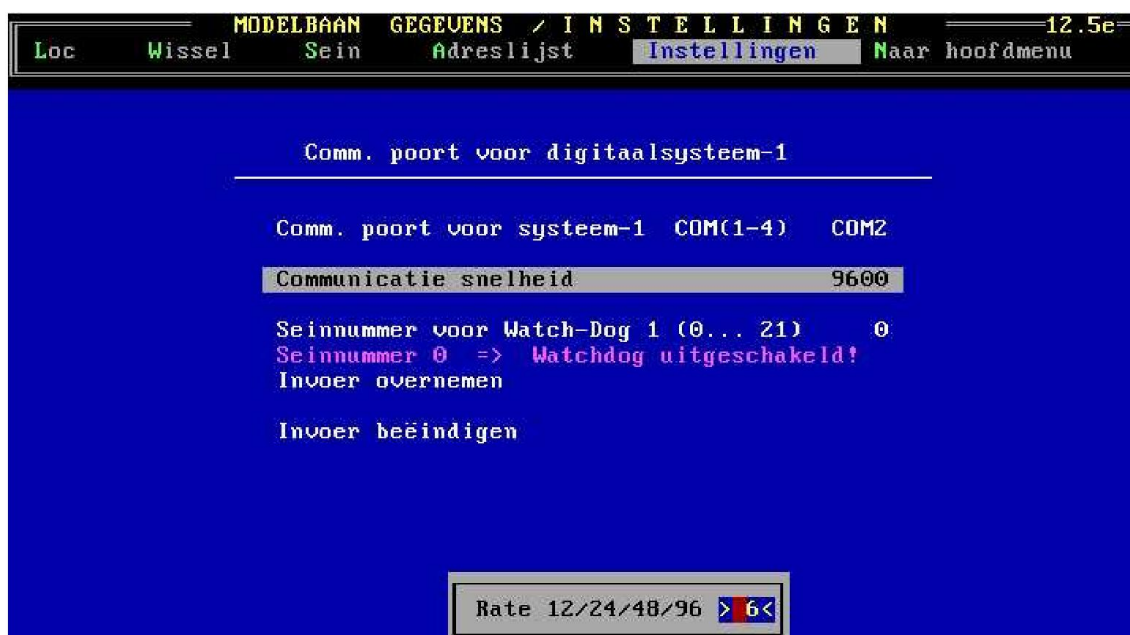 MODELBAAN GEGEVENS / I N S T E L L I N G E N 12.5e
Loc Wissel Sein Adreslijst Instellingen Naar hoofdmenu
Comm. poort voor digitaalsysteem-1
Comm. poort voor systeem-1 COM(1-4) COM2
Communicatie snelheid 9600
Seinnummer voor Watch-Dog 1 (0... 21) 0
Seinnummer 0 => Watchdog uitgeschakeld!
Invoer overnemen
Invoer beëindigen
Rate 12/24/48/96 > 6<